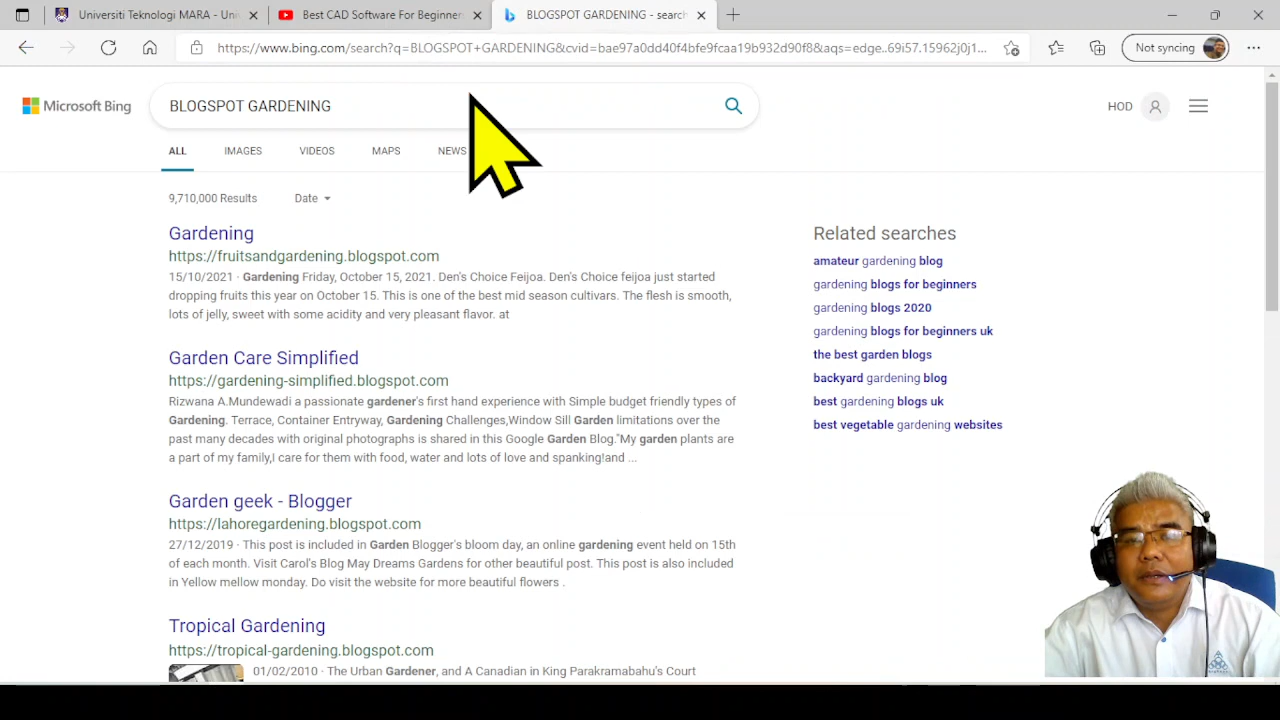 Universiti Teknologi MARA - Uni
Best CAD Software For Beginner
BLOGSPOT GARDENING - search
https://www.bing.com/search?q=BLOGSPOT+GARDENING&cvid=bae97a0dd40f4bfe9fcaa19b932d90f8&aqs=edge..69i57.15962j0j1...
Not syncing
Microsoft Bing
BLOGSPOT GARDENING
HOD
ALL
IMAGES
VIDEOS
MAPS
NEWS
9,710,000 Results
Date
Gardening
https://fruitsandgardening.blogspot.com
15/10/2021 · Gardening Friday, October 15, 2021. Den's Choice Feijoa. Den's Choice feijoa just started
dropping fruits this year on October 15. This is one of the best mid season cultivars. The flesh is smooth,
lots of jelly, sweet with some acidity and very pleasant flavor. at
Garden Care Simplified
https://gardening-simplified.blogspot.com
Rizwana A.Mundewadi a passionate gardener's first hand experience with Simple budget friendly types of
Gardening. Terrace, Container Entryway, Gardening Challenges,Window Sill Garden limitations over the
past many decades with original photographs is shared in this Google Garden Blog."My garden plants are
a part of my family,I care for them with food, water and lots of love and spanking!and ...
Garden geek - Blogger
https://lahoregardening.blogspot.com
27/12/2019 · This post is included in Garden Blogger's bloom day, an online gardening event held on 15th
of each month. Visit Carol's Blog May Dreams Gardens for other beautiful post. This post is also included
in Yellow mellow monday. Do visit the website for more beautiful flowers .
Tropical Gardening
https://tropical-gardening.blogspot.com
01/02/2010 · The Urban Gardener, and A Canadian in King Parakramabahu's Court
Related searches
amateur gardening blog
gardening blogs for beginners
gardening blogs 2020
gardening blogs for beginners uk
the best garden blogs
backyard gardening blog
best gardening blogs uk
best vegetable gardening websites